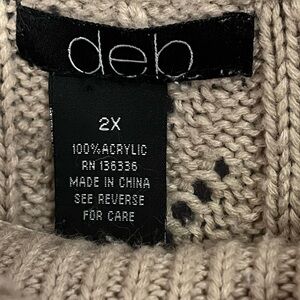 deb
2X
100%ACRYLIC
RN 136336
MADE IN CHINA
SEE REVERSE
FOR CARE